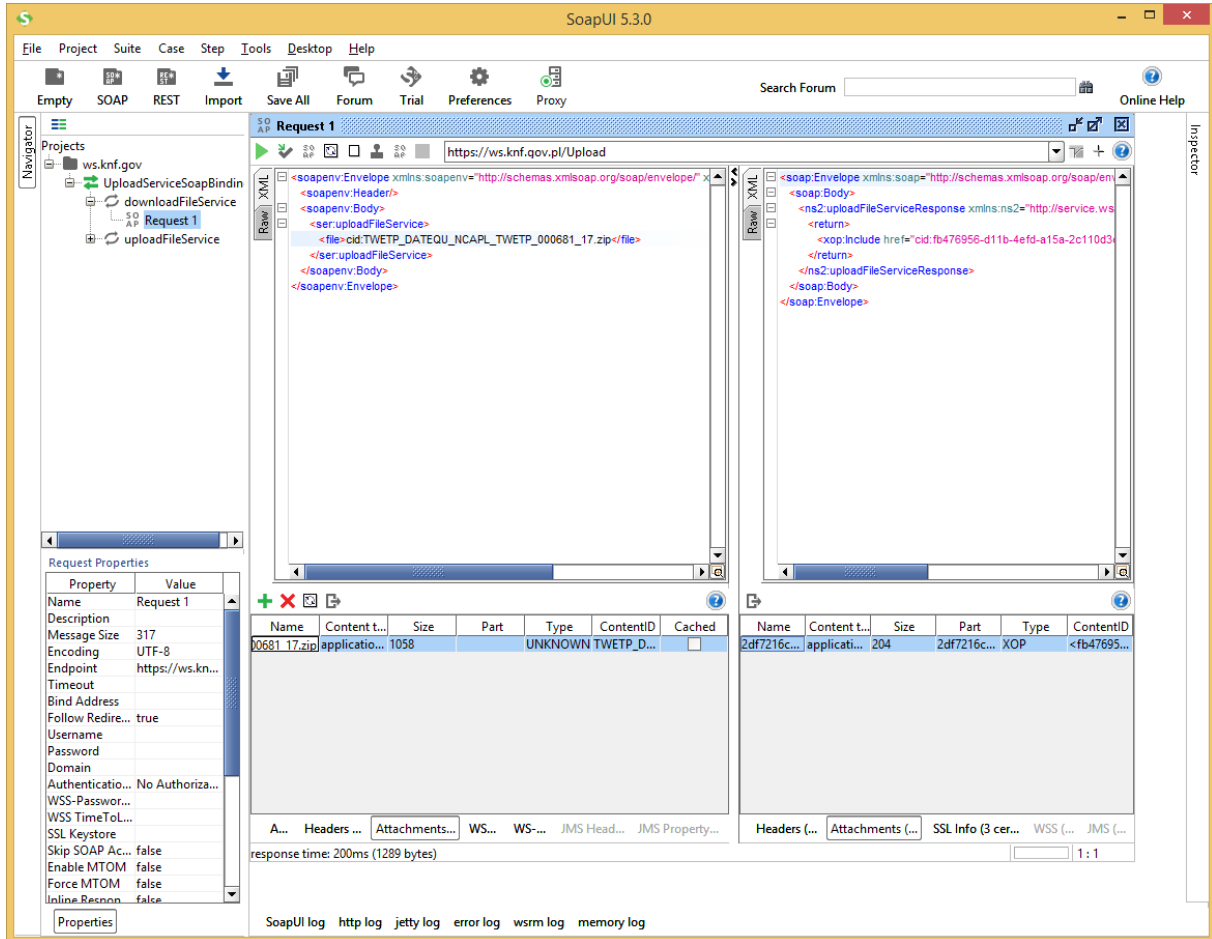 SoapUI 5.3.0
File Project Suite Case Step Tools Desktop Help
Empty SOAP REST Import Save All Forum Trial Preferences Proxy Search Forum Online Help
Navigator
Projects
ws.knf.gov
UploadServiceSoapBindin
downloadFileService
Request 1
uploadFileService
Request 1
https://ws.knf.gov.pl/Upload
XML
Raw
<soapenv:Envelope xmlns:soapenv="http://schemas.xmlsoap.org/soap/envelope/" x
<soapenv:Header/>
<soapenv:Body>
<ser:uploadFileService>
<file>cid:TWETP_DATEQU_NCAPL_TWETP_000681_17.zip</file>
</ser:uploadFileService>
</soapenv:Body>
</soapenv:Envelope>
XML
Raw
<soap:Envelope xmlns:soap="http://schemas.xmlsoap.org/soap/env
<soap:Body>
<ns2:uploadFileServiceResponse xmlns:ns2="http://service.ws
<return>
<xop:Include href="cid:fb476956-d11b-4efd-a15a-2c110d3
</return>
</ns2:uploadFileServiceResponse>
</soap:Body>
</soap:Envelope>
Inspector
Request Properties
Property Value
Name Request 1
Description
Message Size 317
Encoding UTF-8
Endpoint https://ws.kn...
Timeout
Bind Address
Follow Redire... true
Username
Password
Domain
Authenticatio... No Authoriza...
WSS-Passwor...
WSS TimeToL...
SSL Keystore
Skip SOAP Ac... false
Enable MTOM false
Force MTOM false
Inline Respon false
Properties
Name Content t... Size Part Type ContentID Cached
00681_17.zip applicatio... 1058 UNKNOWN TWETP_D...
A... Headers ... Attachments... WS... WS-... JMS Head... JMS Property...
Name Content t... Size Part Type ContentID
2df7216c... applicati... 204 2df7216c... XOP <fb47695...
Headers (... Attachments (... SSL Info (3 cer... WSS (... JMS (...
response time: 200ms (1289 bytes)
1 : 1
SoapUI log http log jetty log error log wsrm log memory log